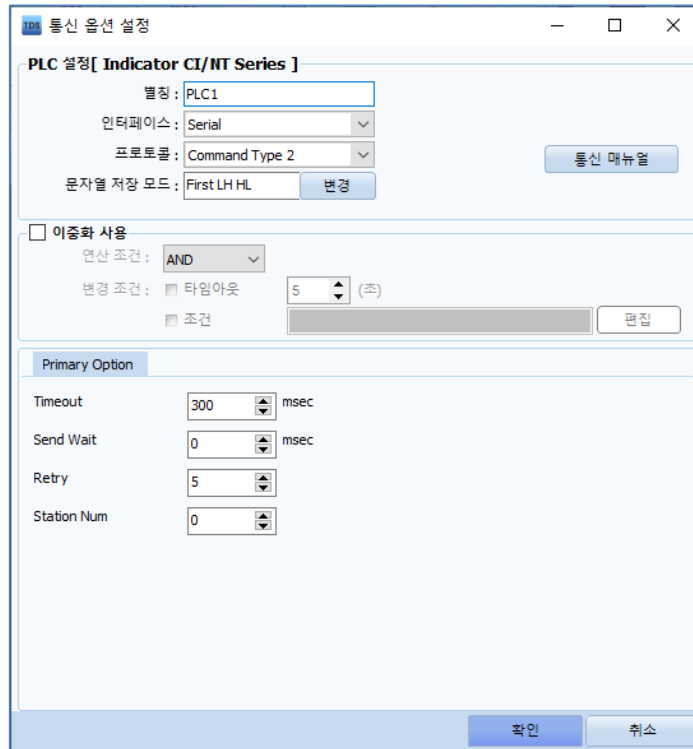 TDS 통신 옵션 설정
PLC 설정[ Indicator CI/NT Series ]
별칭 : PLC1
인터페이스 : Serial
프로토콜 : Command Type 2
통신 매뉴얼
문자열 저장 모드 : First LH HL 변경
이중화 사용
연산 조건 : AND
변경 조건 : 타임아웃 5 (초)
조건 편집
Primary Option
Timeout 300 msec
Send Wait 0 msec
Retry 5
Station Num 0
확인 취소